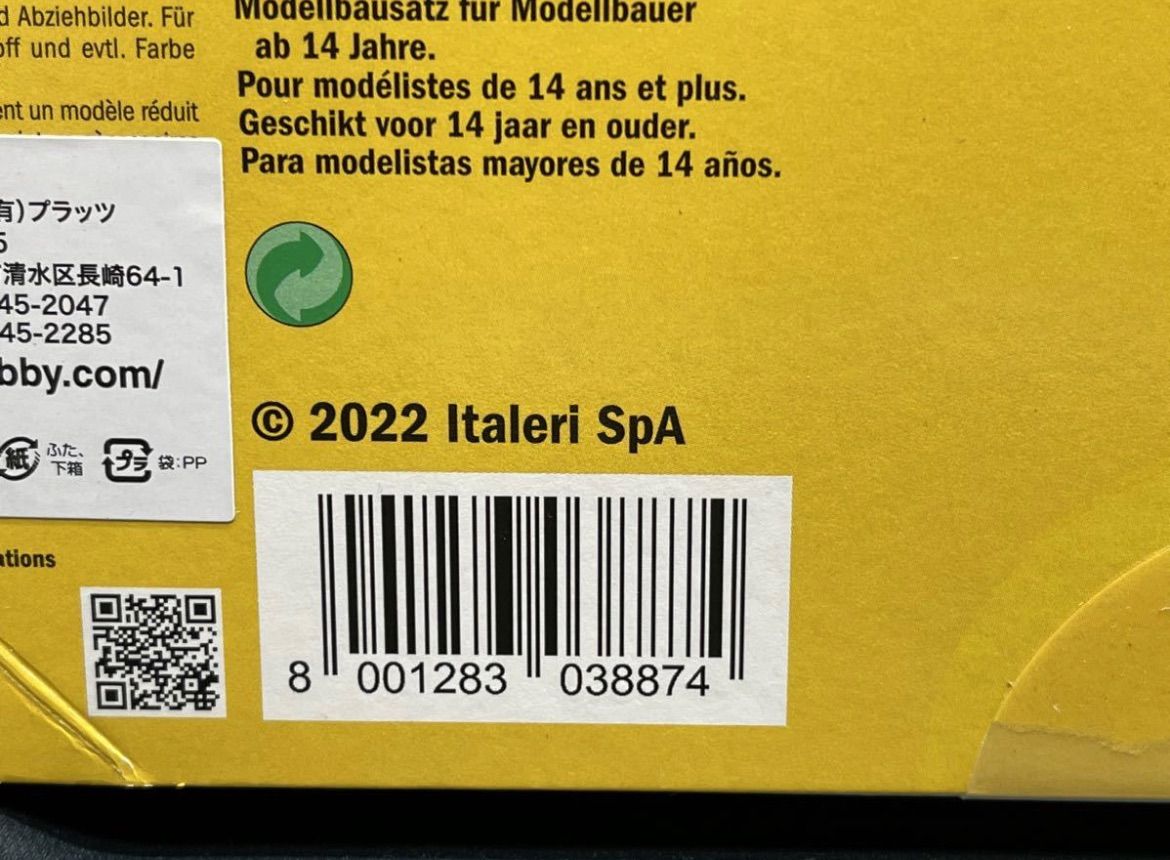 d Abziehbilder. Für
off und evtl. Farbe
ent un modèle réduit
Modellbausatz für Modellbauer
ab 14 Jahre.
Pour modélistes de 14 ans et plus.
Geschikt voor 14 jaar en ouder.
Para modelistas mayores de 14 años.
有)プラッツ
5
清水区長崎64-1
45-2047
45-2285
bby.com/
紙 ふた、
下箱
プラ 袋:PP
ations
© 2022 Italeri SpA
8 001283 038874